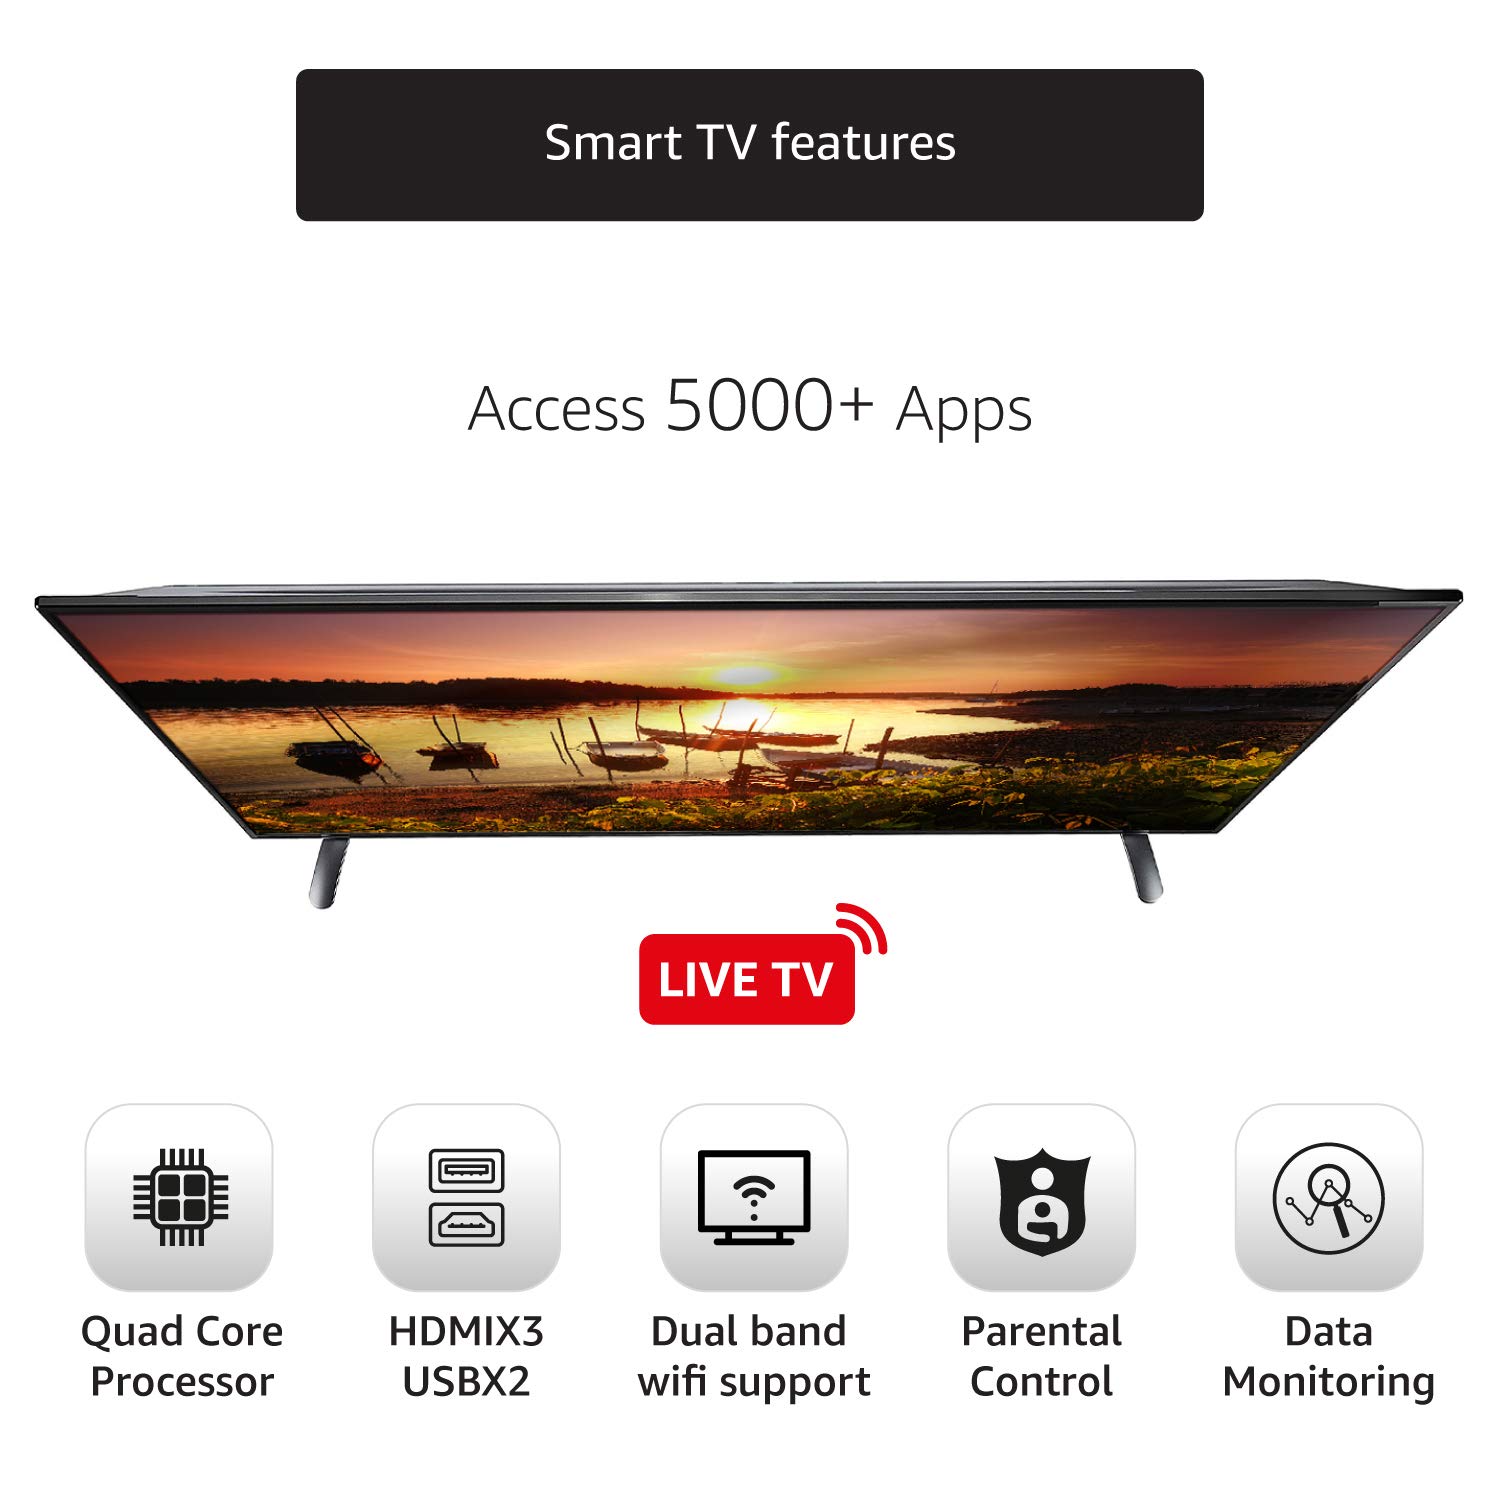 Smart TV features
Access 5000+ Apps
LIVE TV
Quad Core
Processor
HDMIX3
USBX2
Dual band
wifi support
Parental
Control
Data
Monitoring